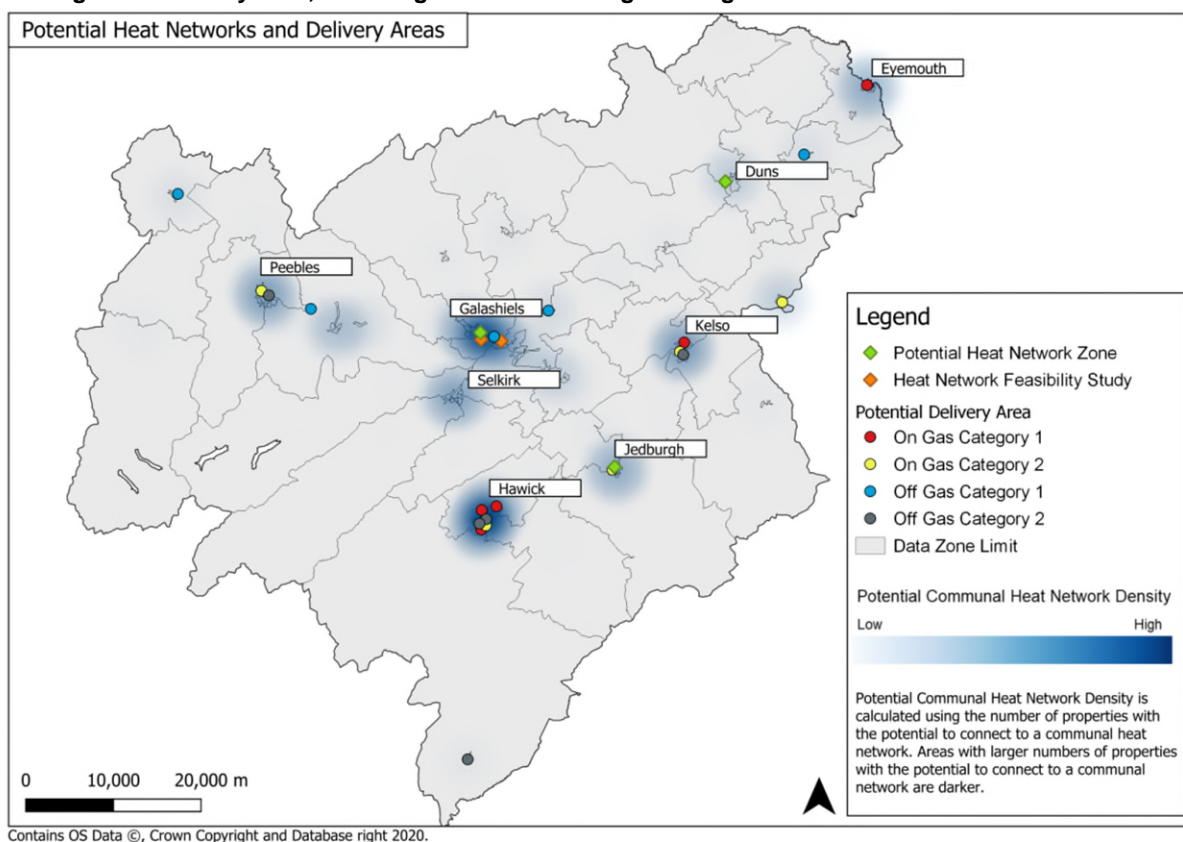 Potential Heat Networks and Delivery Areas
Eyemouth
Duns
Peebles
Galashiels
Kelso
Selkirk
Jedburgh
Hawick
Legend
Potential Heat Network Zone
Heat Network Feasibility Study
Potential Delivery Area
On Gas Category 1
On Gas Category 2
Off Gas Category 1
Off Gas Category 2
Data Zone Limit
Potential Communal Heat Network Density
Low High
Potential Communal Heat Network Density is
calculated using the number of properties with
the potential to connect to a communal heat
network. Areas with larger numbers of properties
with the potential to connect to a communal
network are darker.
0 10,000 20,000 m
Contains OS Data ©, Crown Copyright and Database right 2020.